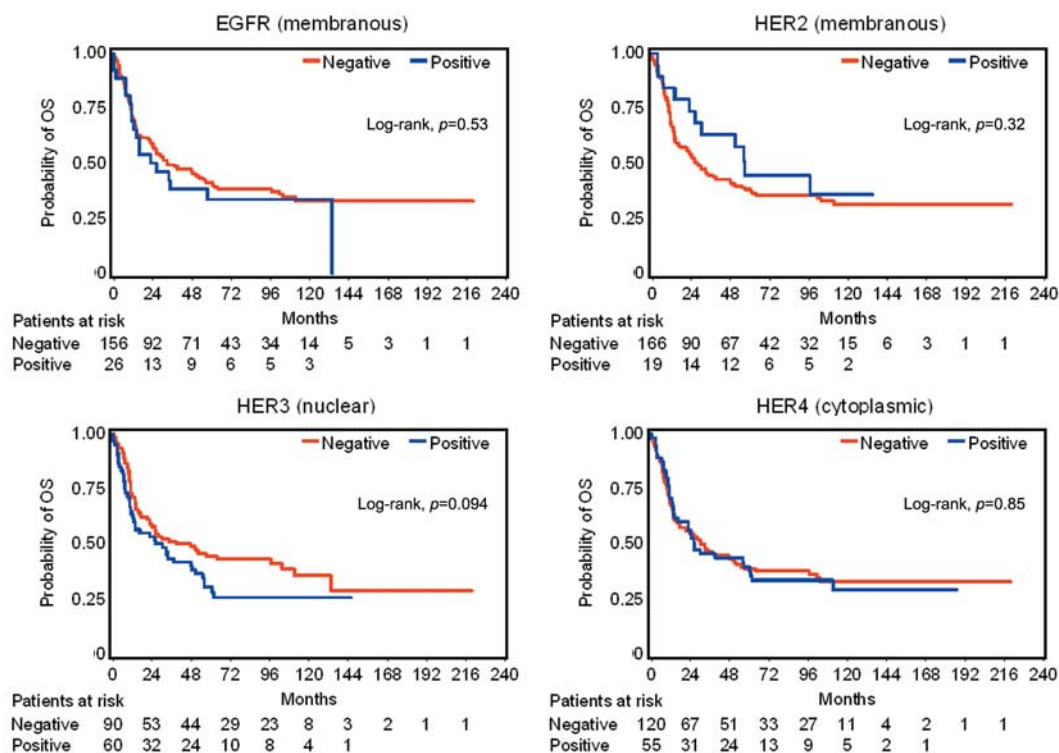 EGFR (membranous)
1.00
0.75
0.50
0.25
.00
Probability of OS
Negative Positive
Log-rank, p=0.53
0 24 48 72 96 120 144 168 192 216 240
Months
Patients at risk
Negative 156 92 71 43 34 14 5 3 1 1
Positive 26 13 9 6 5 3
HER2 (membranous)
1.00
0.75
0.50
0.25
.00
Probability of OS
Negative Positive
Log-rank, p=0.32
0 24 48 72 96 120 144 168 192 216 240
Months
Patients at risk
Negative 166 90 67 42 32 15 6 3 1 1
Positive 19 14 12 6 5 2
HER3 (nuclear)
1.00
0.75
0.50
0.25
.00
Probability of OS
Negative Positive
Log-rank, p=0.094
0 24 48 72 96 120 144 168 192 216 240
Months
Patients at risk
Negative 90 53 44 29 23 8 3 2 1 1
Positive 60 32 24 10 8 4 1
HER4 (cytoplasmic)
1.00
0.75
0.50
0.25
.00
Probability of OS
Negative Positive
Log-rank, p=0.85
0 24 48 72 96 120 144 168 192 216 240
Months
Patients at risk
Negative 120 67 51 33 27 11 4 2 1 1
Positive 55 31 24 13 9 5 2 1